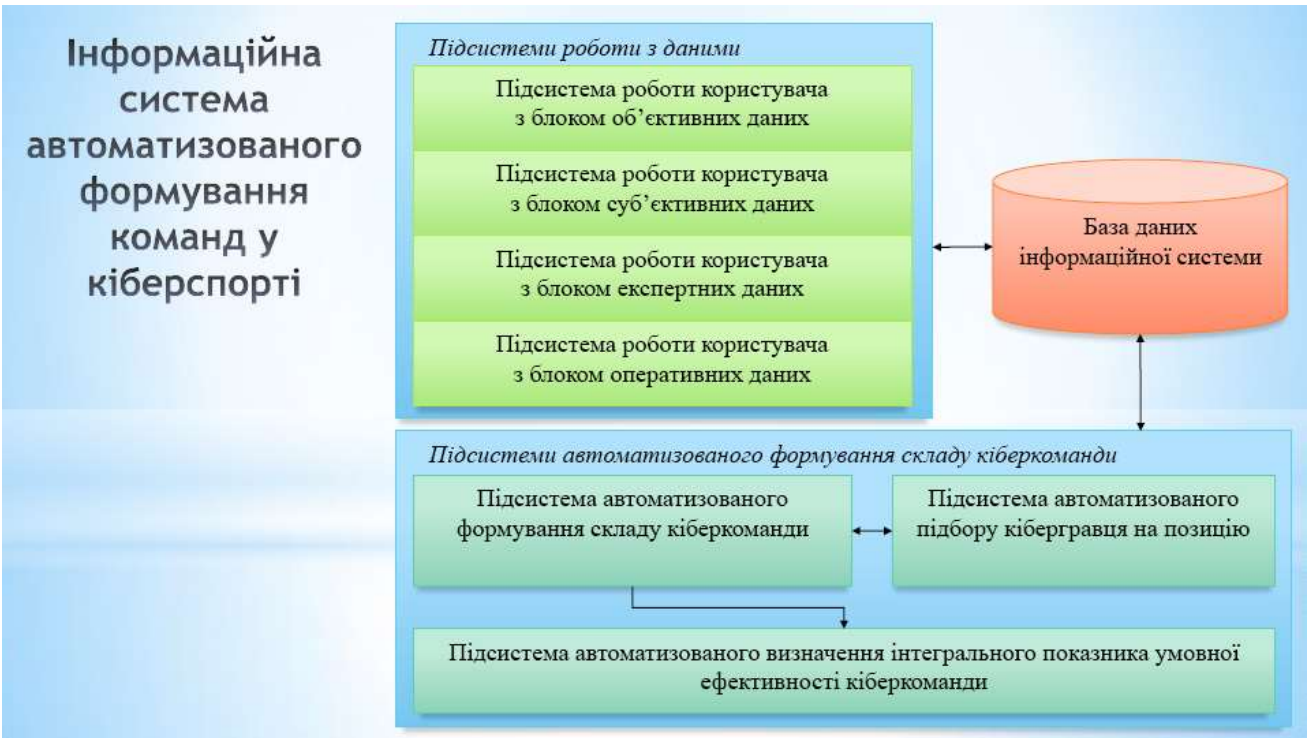 Інформаційна
система
автоматизованого
формування
команд у
кіберспорті
Підсистеми роботи з даними
Підсистема роботи користувача
з блоком об’єктивних даних
Підсистема роботи користувача
з блоком суб’єктивних даних
Підсистема роботи користувача
з блоком експертних даних
Підсистема роботи користувача
з блоком оперативних даних
База даних
інформаційної системи
Підсистеми автоматизованого формування складу кіберкоманди
Підсистема автоматизованого
формування складу кіберкоманди
Підсистема автоматизованого
підбору кібергравця на позицію
Підсистема автоматизованого визначення інтегрального показника умовної
ефективності кіберкоманди